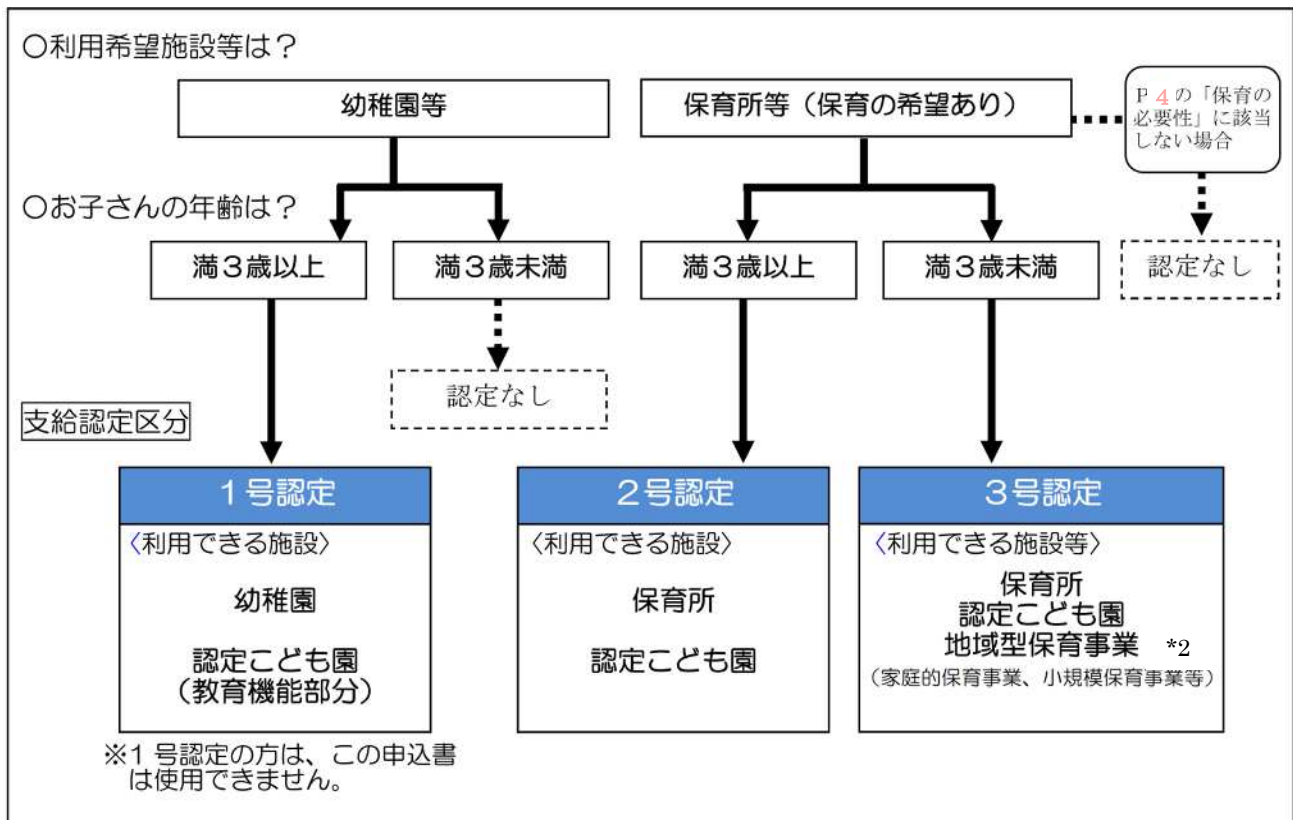 〇利用希望施設等は？
幼稚園等
保育所等（保育の希望あり）
Ｐ４の「保育の
必要性」に該当
しない場合
〇お子さんの年齢は？
満３歳以上
満３歳未満
満３歳以上
満３歳未満
認定なし
認定なし
支給認定区分
１号認定
〈利用できる施設〉
幼稚園
認定こども園
（教育機能部分）
※１号認定の方は、この申込書
は使用できません。
２号認定
〈利用できる施設〉
保育所
認定こども園
３号認定
〈利用できる施設等〉
保育所
認定こども園
地域型保育事業 *2
（家庭的保育事業、小規模保育事業等）